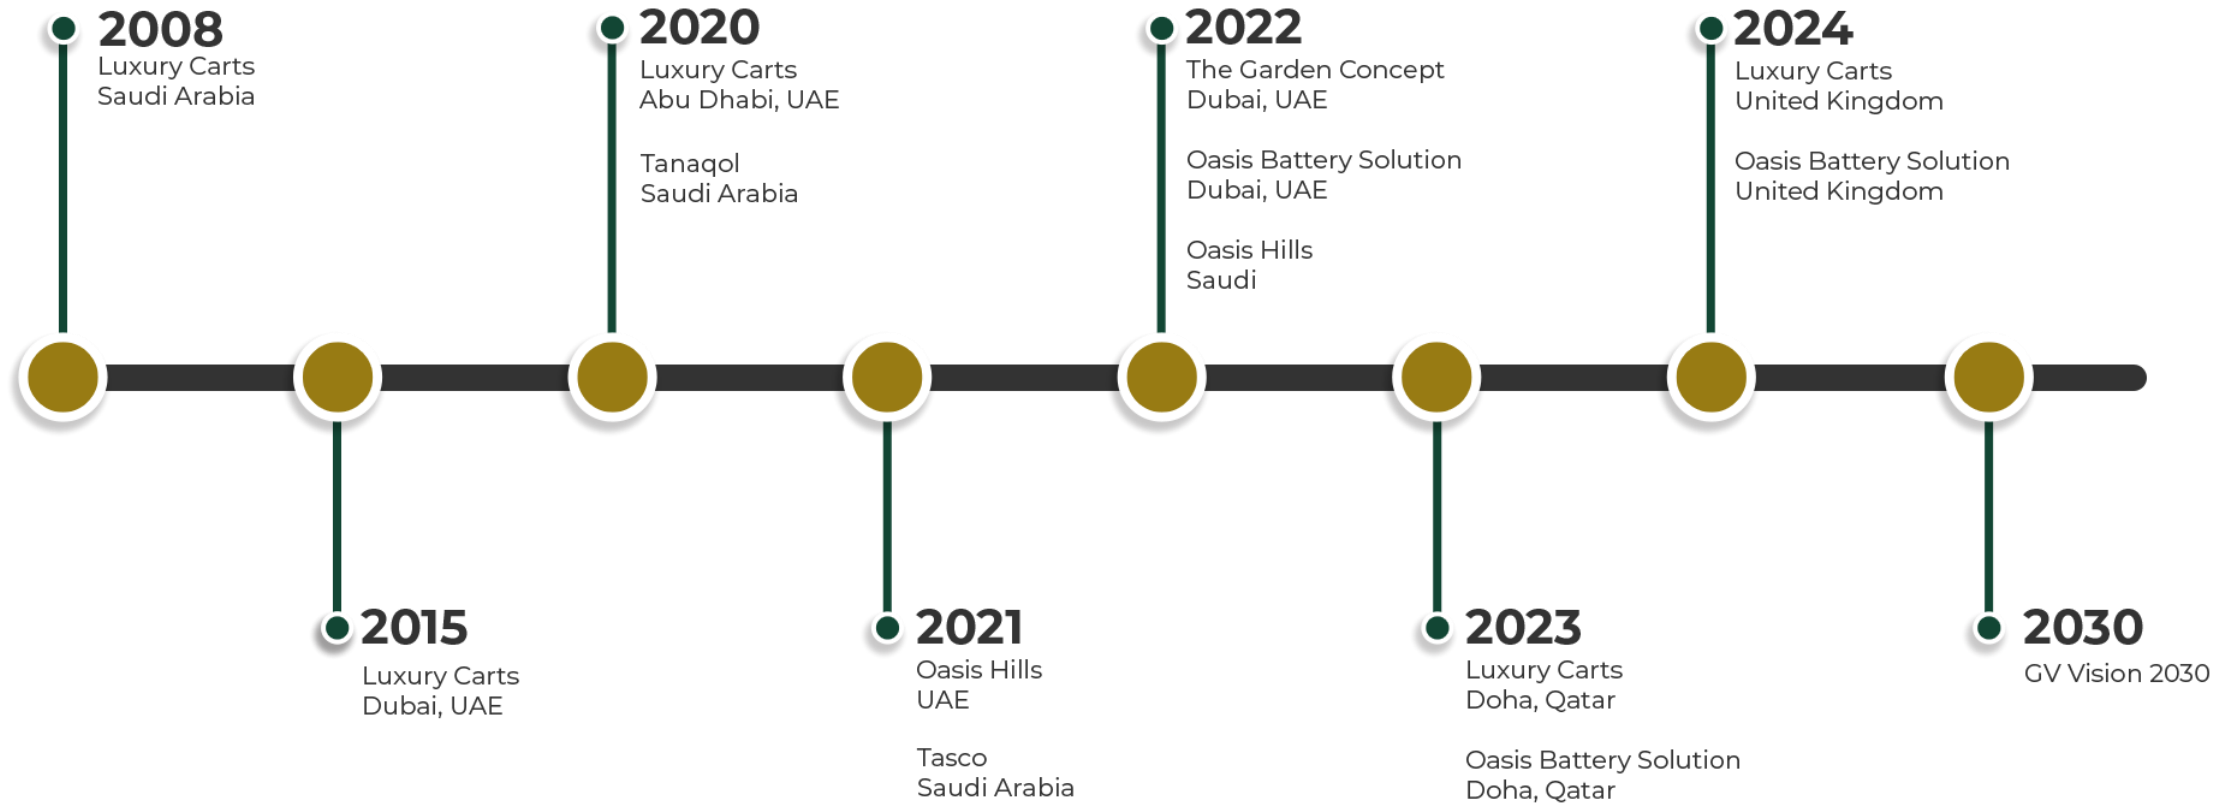 2008
Luxury Carts
Saudi Arabia
2015
Luxury Carts
Dubai, UAE
2020
Luxury Carts
Abu Dhabi, UAE
Tanaqol
Saudi Arabia
2021
Oasis Hills
UAE
Tasco
Saudi Arabia
2022
The Garden Concept
Dubai, UAE
Oasis Battery Solution
Dubai, UAE
Oasis Hills
Saudi
2023
Luxury Carts
Doha, Qatar
Oasis Battery Solution
Doha, Qatar
2024
Luxury Carts
United Kingdom
Oasis Battery Solution
United Kingdom
2030
GV Vision 2030